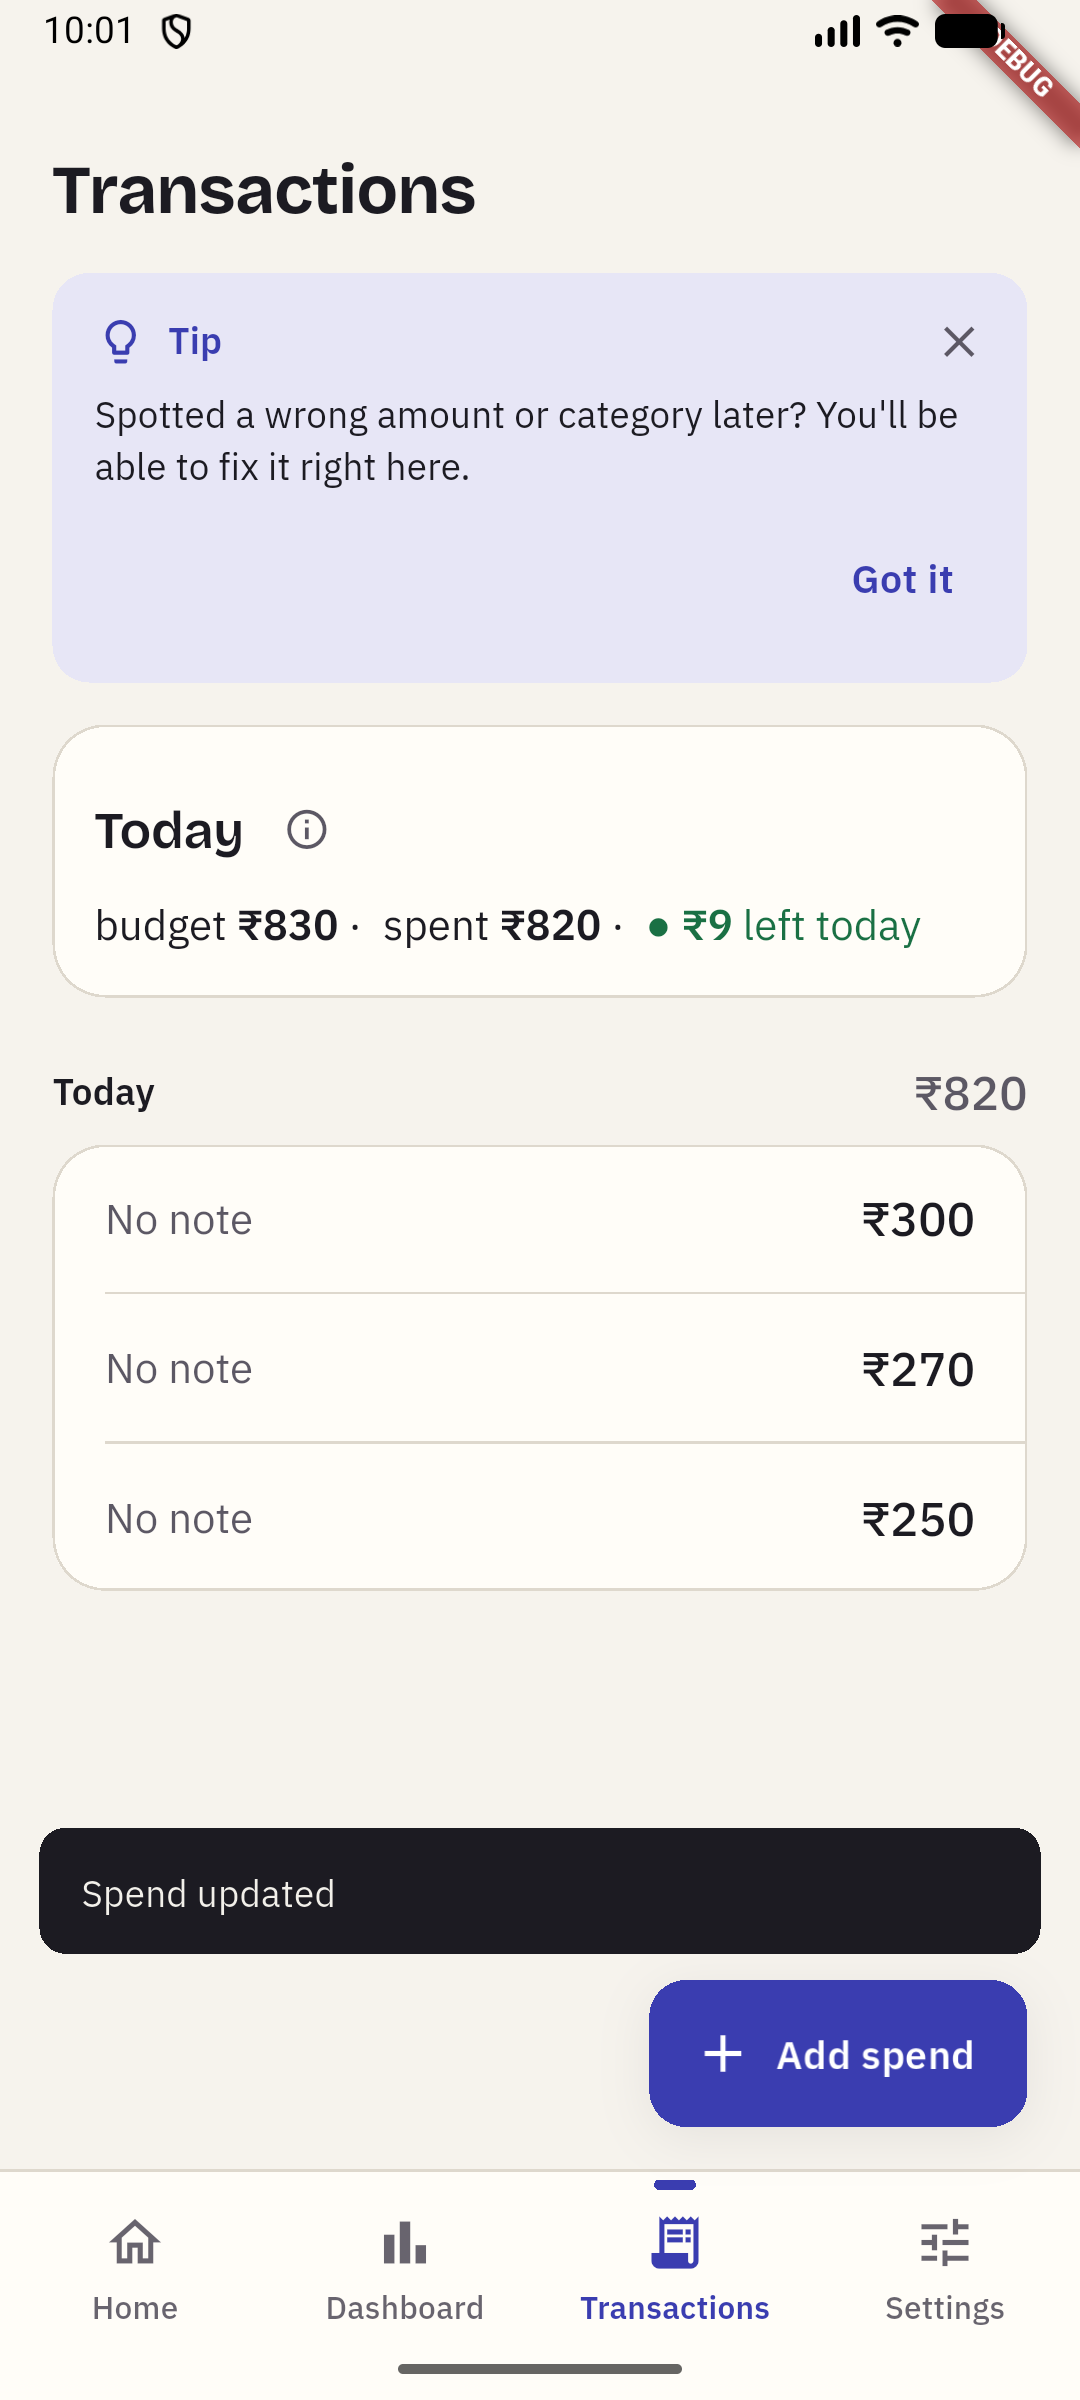 10:01
EBUG
Transactions
Tip
Spotted a wrong amount or category later? You'll be
able to fix it right here.
Got it
Today
budget ₹830 · spent ₹820 · ● ₹9 left today
Today ₹820
No note ₹300
No note ₹270
No note ₹250
Spend updated
+ Add spend
Home Dashboard Transactions Settings